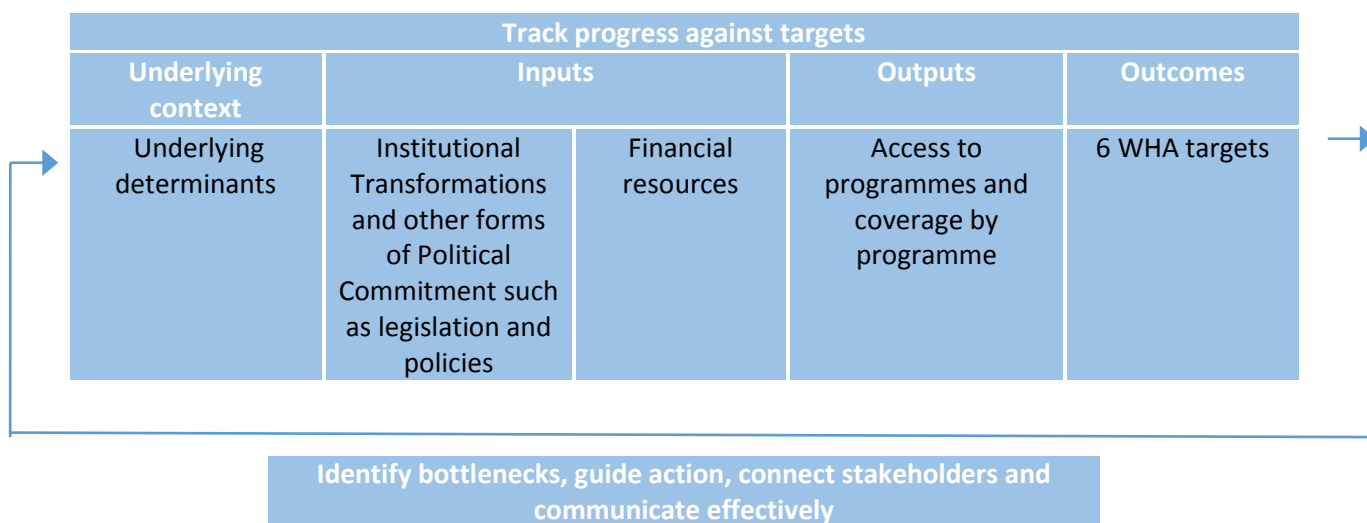 Track progress against targets
Underlying
context
Inputs
Outputs
Outcomes
Underlying
determinants
Institutional
Transformations
and other forms
of Political
Commitment such
as legislation and
policies
Financial
resources
Access to
programmes and
coverage by
programme
6 WHA targets
Identify bottlenecks, guide action, connect stakeholders and
communicate effectively